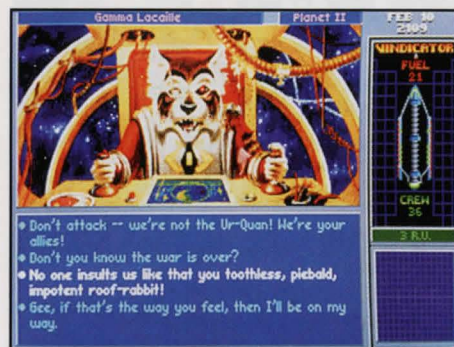 Gamma Lacaille
Planet II
FEB 10
2109
VINDICATOR
FUEL
21
CREW
36
3 R.U.
Don't attack -- we're not the Ur-Quan! We're your
allies!
Don't you know the war is over?
No one insults us like that you toothless, piebald,
impotent roof-rabbit!
Gee, if that's the way you feel, then I'll be on my
way.